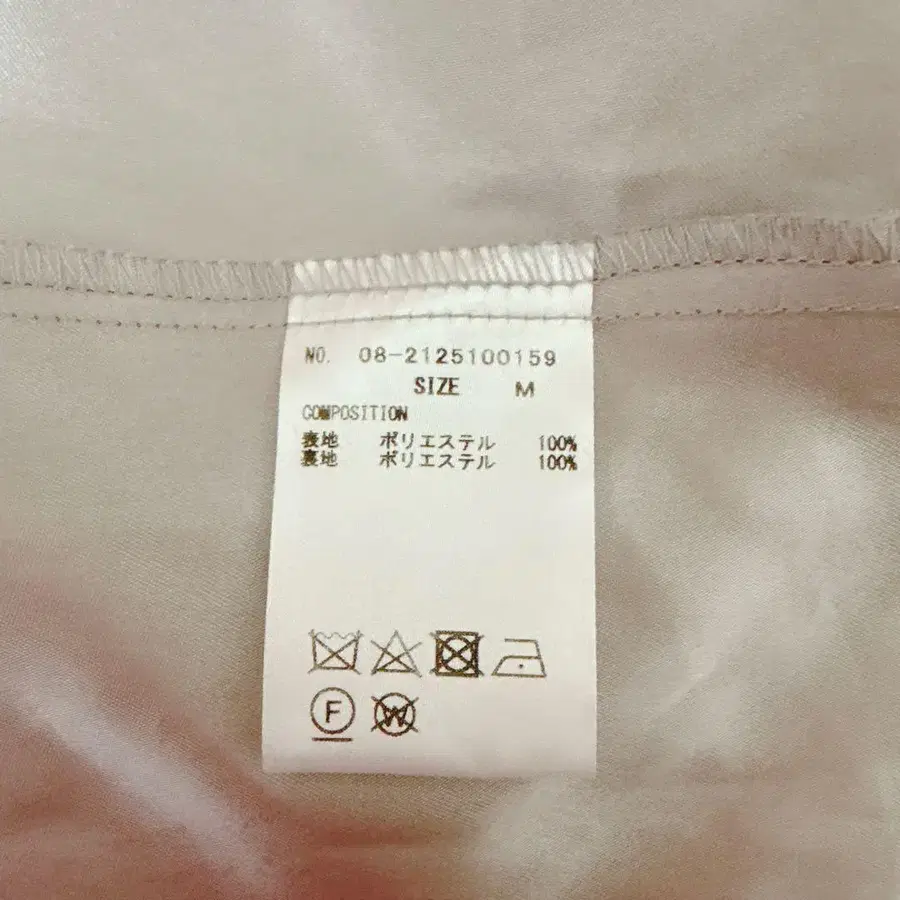 NO. 08-2125100159
SIZE M
COMPOSITION
表地 ポリエステル 100%
裏地 ポリエステル 100%
F W